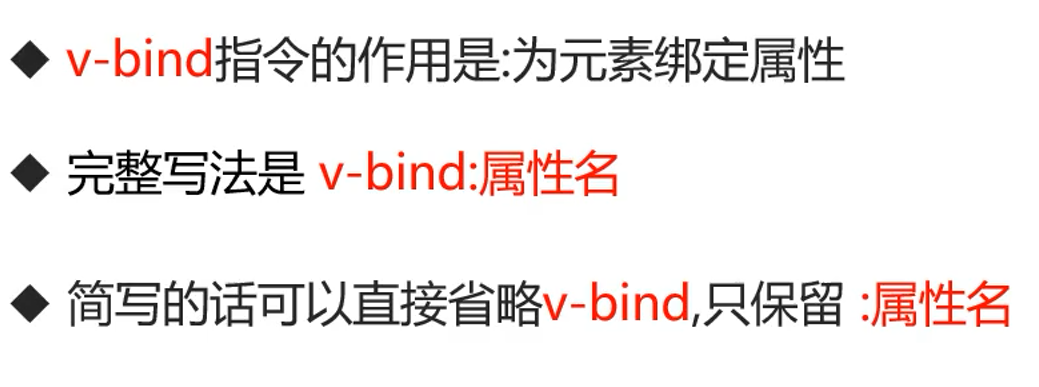 ◆ v-bind指令的作用是:为元素绑定属性
◆ 完整写法是 v-bind:属性名
◆ 简写的话可以直接省略v-bind,只保留 :属性名